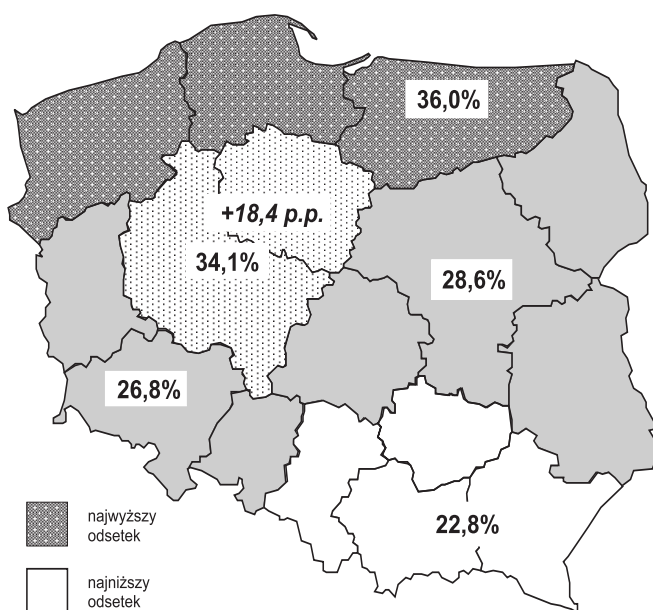 36,0%
+18,4 p.p.
34,1%
28,6%
26,8%
22,8%
najwyższy
odsetek
najniższy
odsetek